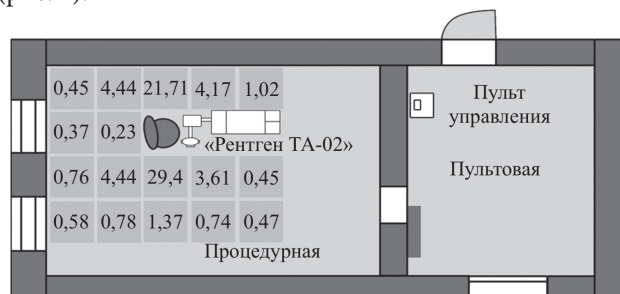 0,45 4,44 21,71 4,17 1,02
0,37 0,23
«Рентген ТА-02»
0,76 4,44 29,4 3,61 0,45
0,58 0,78 1,37 0,74 0,47
Процедурная
Пульт
управления
Пультовая